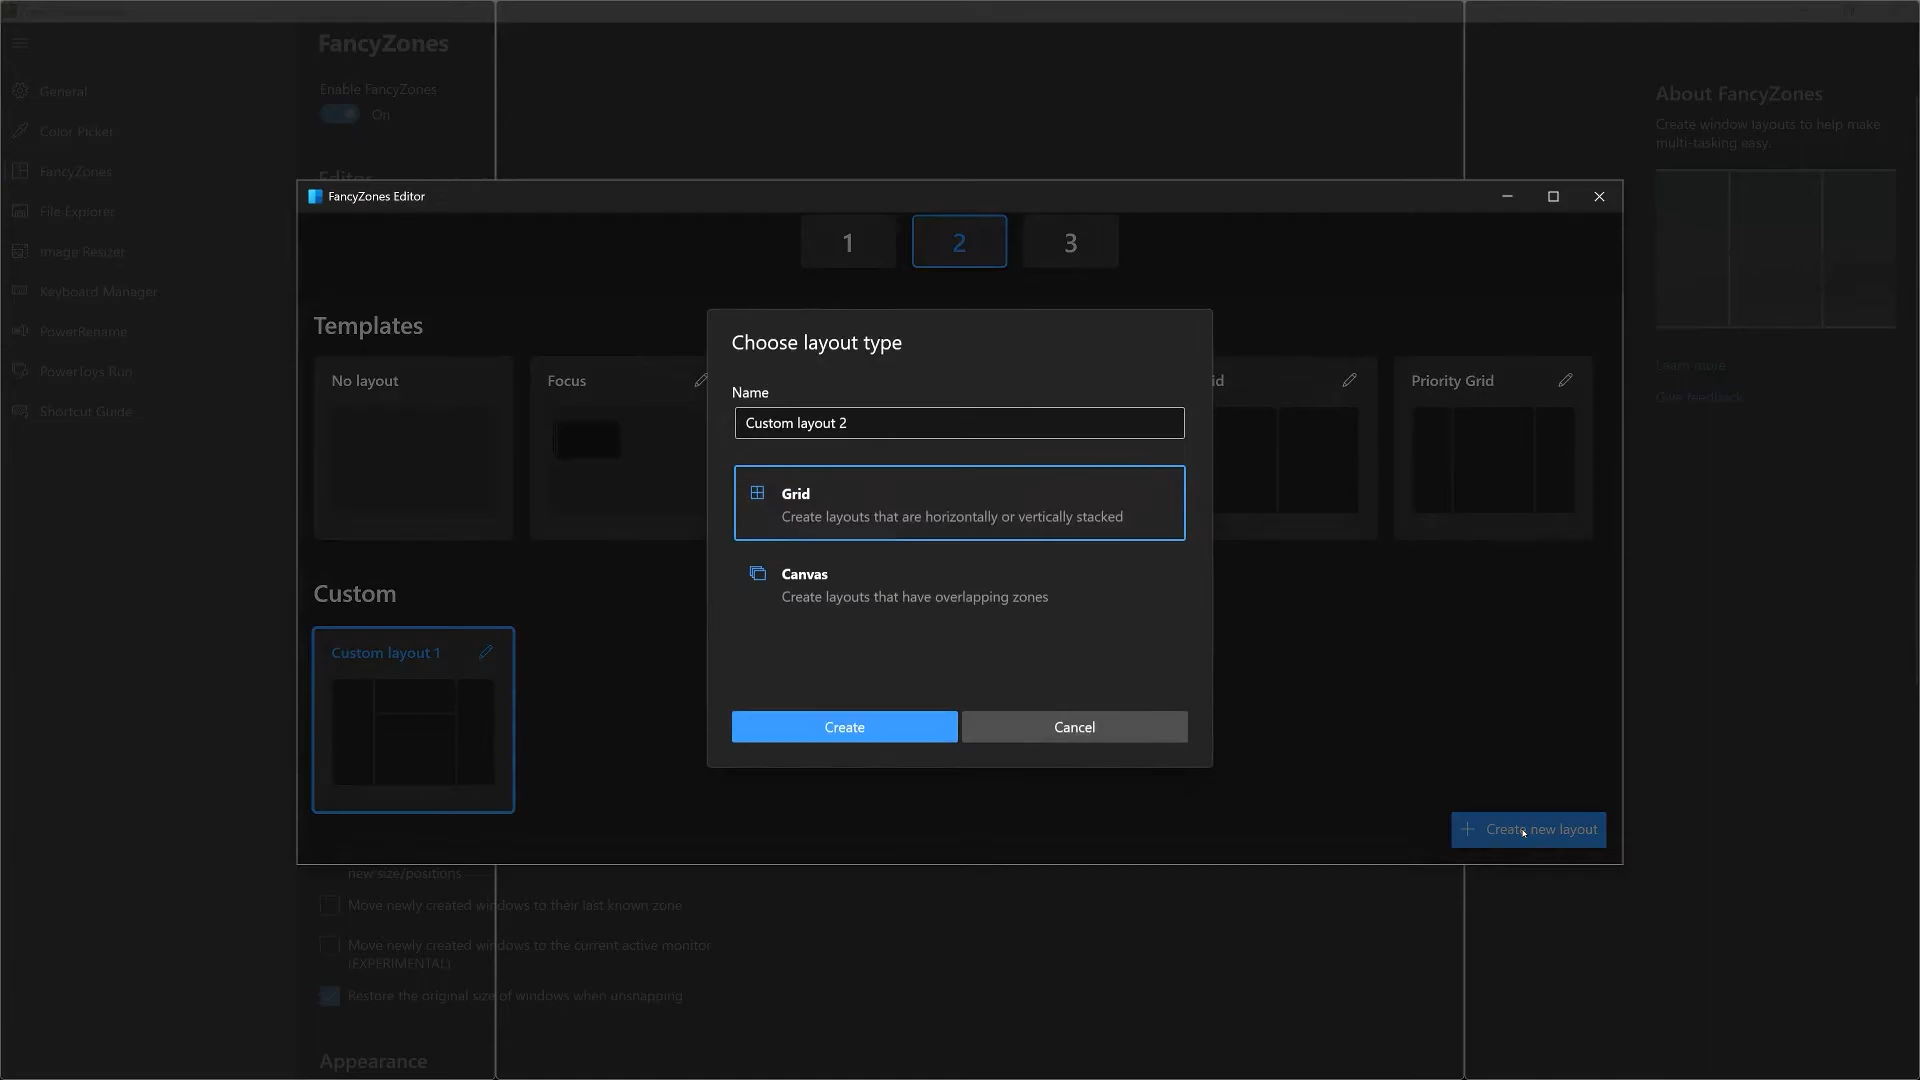 FancyZones
Enable FancyZones
On
Editor
General
Color Picker
FancyZones
File Explorer
Image Resizer
Keyboard Manager
PowerRename
PowerToys Run
Shortcut Guide
About FancyZones
Create window layouts to help make
multi-tasking easy.
Learn more
Give feedback
FancyZones Editor
1
2
3
Templates
No layout
Focus
id
Priority Grid
Custom
Custom layout 1
Choose layout type
Name
Custom layout 2
Grid
Create layouts that are horizontally or vertically stacked
Canvas
Create layouts that have overlapping zones
Create
Cancel
Create new layout
new size/positions
Move newly created windows to their last known zone
Move newly created windows to the current active monitor
(EXPERIMENTAL)
Restore the original size of windows when unsnapping
Appearance